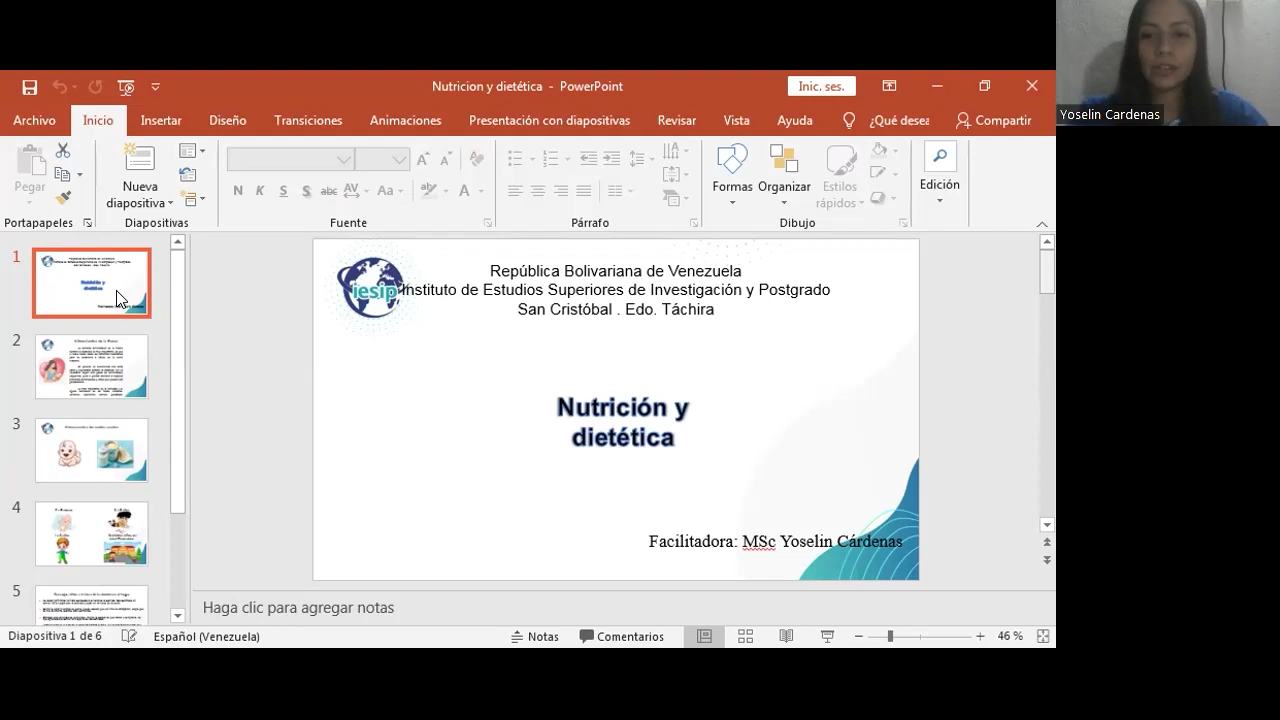 Nutricion y dietética - PowerPoint
Inic. ses.
Yoselin Cardenas
Archivo
Inicio
Insertar
Diseño
Transiciones
Animaciones
Presentación con diapositivas
Revisar
Vista
Ayuda
¿Qué desea
Compartir
Pegar
Nueva
diapositiva
N K S S abc AV Aa A
Formas
Organizar
Estilos
rápidos
Edición
Portapapeles
Diapositivas
Fuente
Párrafo
Dibujo
1
2
3
4
5
iesip
República Bolivariana de Venezuela
Instituto de Estudios Superiores de Investigación y Postgrado
San Cristóbal . Edo. Táchira
Nutrición y
dietética
Facilitadora: MSc Yoselin Cárdenas
Haga clic para agregar notas
Diapositiva 1 de 6
Español (Venezuela)
Notas
Comentarios
46 %